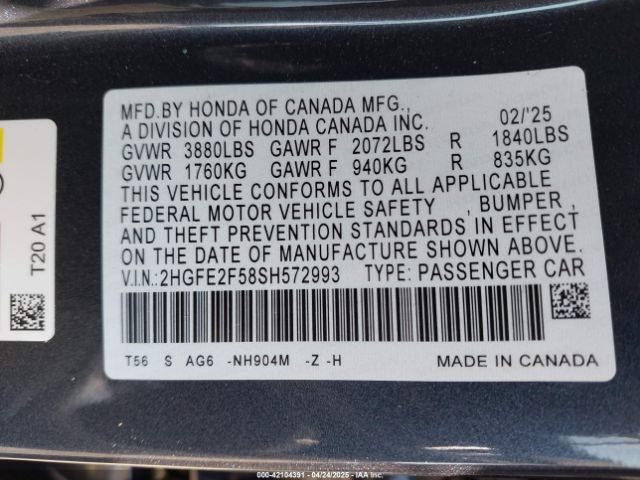 MFD.BY HONDA OF CANADA MFG.,
A DIVISION OF HONDA CANADA INC. 02/'25
GVWR 3880LBS GAWR F 2072LBS R 1840LBS
GVWR 1760KG GAWR F 940KG R 835KG
THIS VEHICLE CONFORMS TO ALL APPLICABLE
FEDERAL MOTOR VEHICLE SAFETY , BUMPER ,
AND THEFT PREVENTION STANDARDS IN EFFECT
ON THE DATE OF MANUFACTURE SHOWN ABOVE.
V.I.N.:2HGFE2F58SH572993 TYPE: PASSENGER CAR
T56 S AG6 -NH904M -Z -H MADE IN CANADA
T20 A1
000-42104391 - 04/24/2025 - IAA Inc.